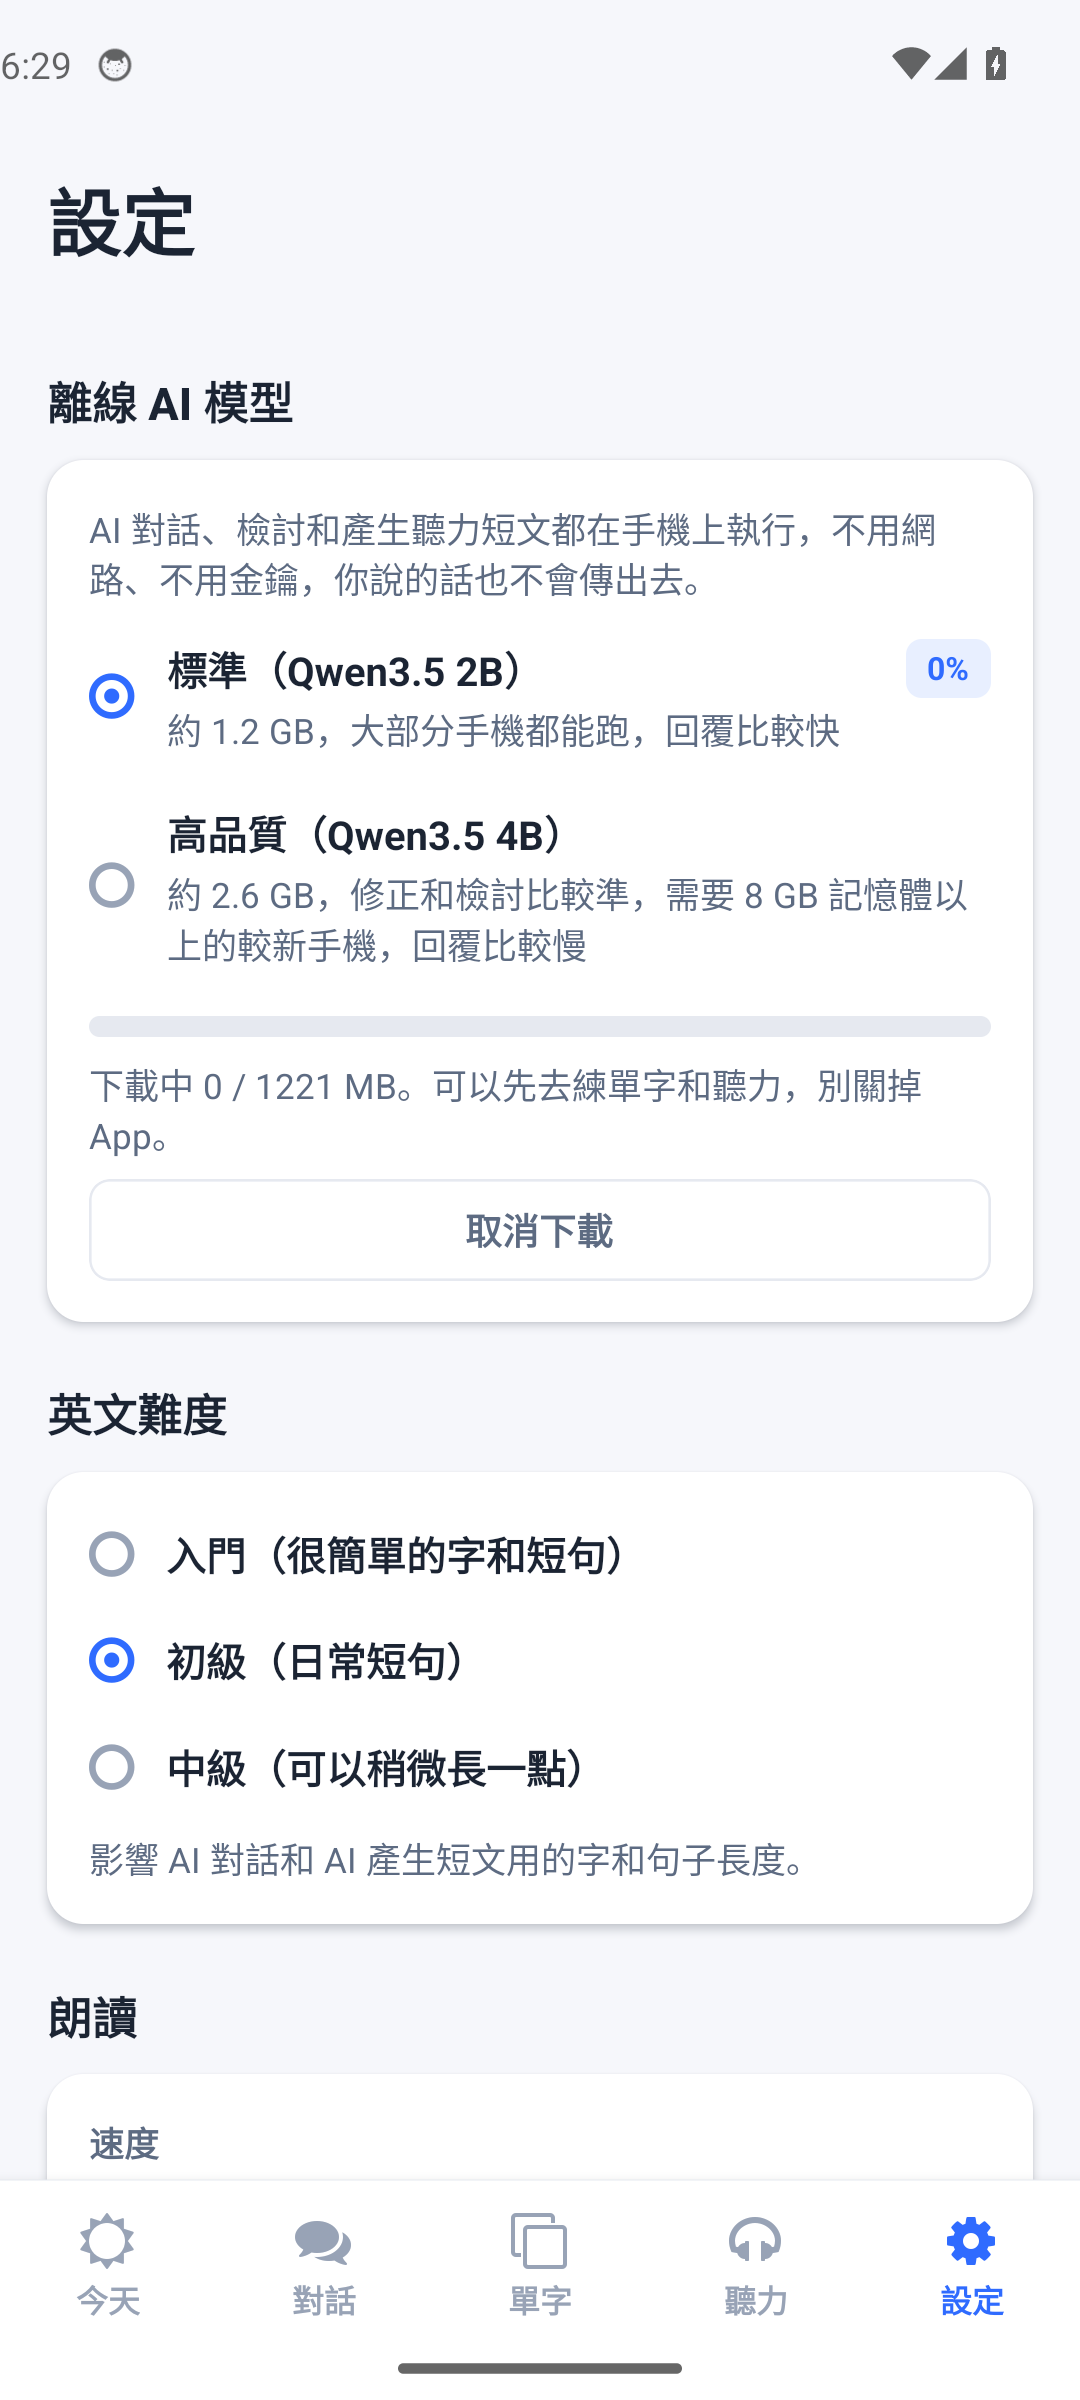 6:29
設定
離線 AI 模型
AI 對話、檢討和產生聽力短文都在手機上執行，不用網
路、不用金鑰，你說的話也不會傳出去。
標準（Qwen3.5 2B）
0%
約 1.2 GB，大部分手機都能跑，回覆比較快
高品質（Qwen3.5 4B）
約 2.6 GB，修正和檢討比較準，需要 8 GB 記憶體以
上的較新手機，回覆比較慢
下載中 0 / 1221 MB。可以先去練單字和聽力，別關掉
App。
取消下載
英文難度
入門（很簡單的字和短句）
初級（日常短句）
中級（可以稍微長一點）
影響 AI 對話和 AI 產生短文用的字和句子長度。
朗讀
速度
今天
對話
單字
聽力
設定